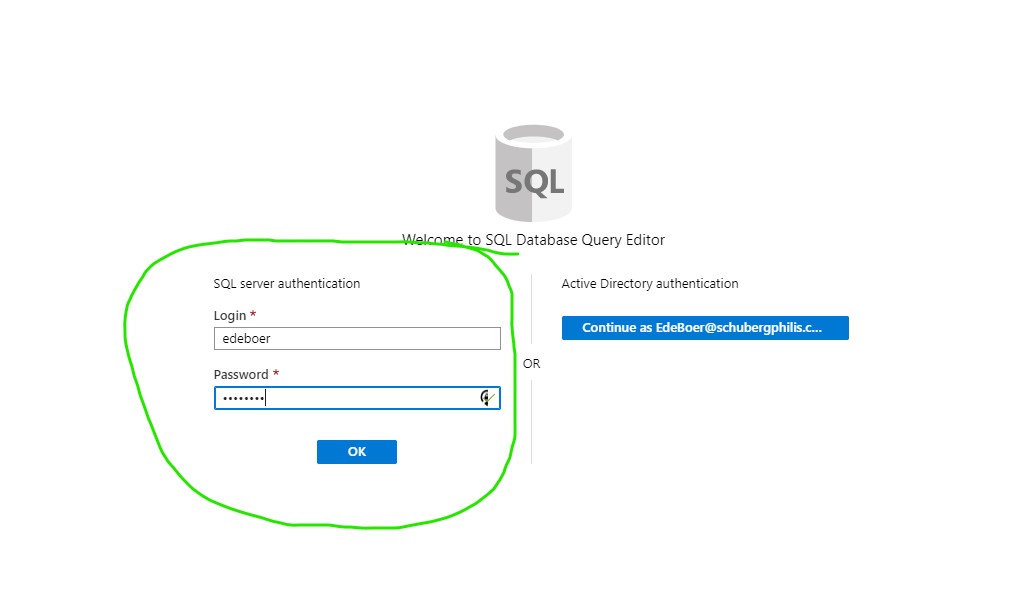 SQL
Welcome to SQL Database Query Editor
SQL server authentication
Login *
edeboer
Password *
••••••••
OK
OR
Active Directory authentication
Continue as EdeBoer@schubergphilis.c...